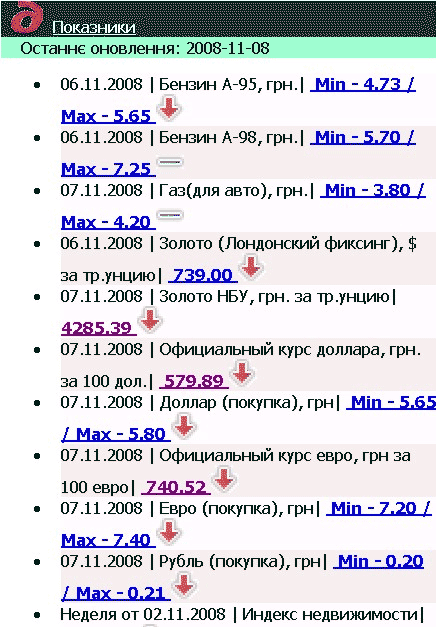 Показники
Останнє оновлення: 2008-11-08
06.11.2008 | Бензин А-95, грн.| Min - 4.73 /
Max - 5.65
06.11.2008 | Бензин А-98, грн.| Min - 5.70 /
Max - 7.25
07.11.2008 | Газ(для авто), грн.| Min - 3.80 /
Max - 4.20
06.11.2008 | Золото (Лондонский фиксинг), $
за тр.унцию| 739.00
07.11.2008 | Золото НБУ, грн. за тр.унцию|
4285.39
07.11.2008 | Официальный курс доллара, грн.
за 100 дол.| 579.89
07.11.2008 | Доллар (покупка), грн| Min - 5.65
/ Max - 5.80
07.11.2008 | Официальный курс евро, грн за
100 евро| 740.52
07.11.2008 | Евро (покупка), грн| Min - 7.20 /
Max - 7.40
07.11.2008 | Рубль (покупка), грн| Min - 0.20
/ Max - 0.21
Неделя от 02.11.2008 | Индекс недвижимости|